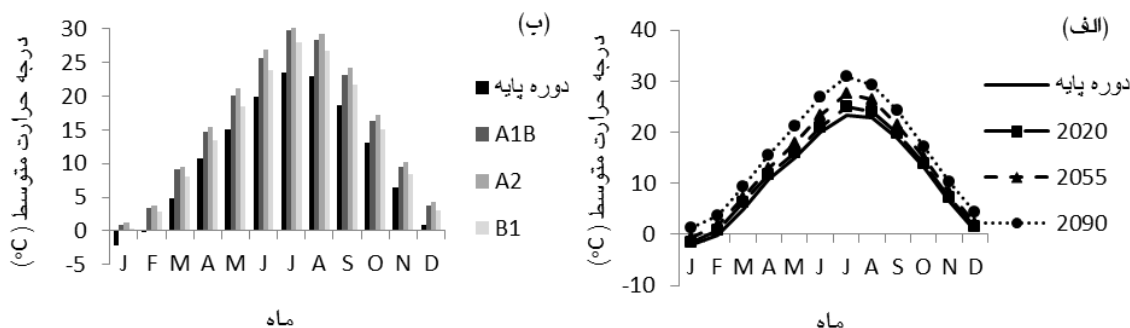 (الف)
درجه حرارت متوسط (°C)
40
30
20
10
0
-10
J F M A M J J A S O N D
ماه
دوره پایه
2020
2055
2090
(ب)
درجه حرارت متوسط (°C)
30
25
20
15
10
5
0
-5
J F M A M J J A S O N D
ماه
دوره پایه
A1B
A2
B1